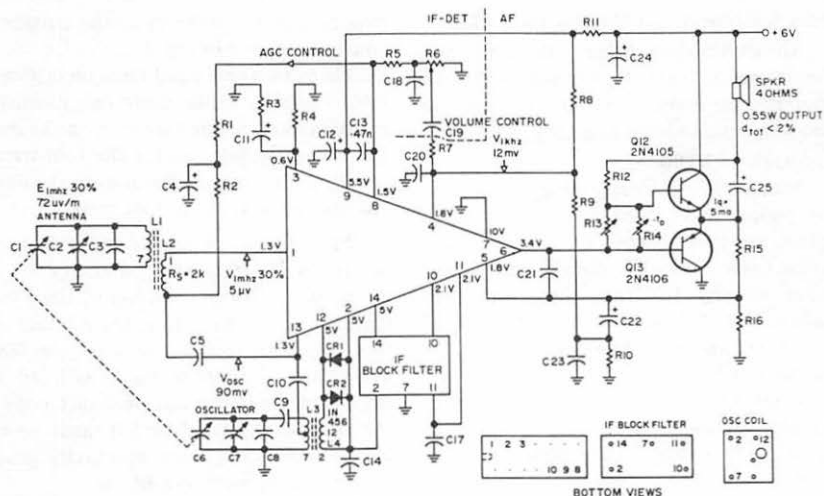 IF-DET AF
R11
+ 6V
AGC CONTROL
R5 R6
C24
C18
SPKR
4 OHMS
R3
R8
VOLUME CONTROL
0.55W OUTPUT
dTOT < 2%
R1
R4
C19
C11
C12
C13
47n
R7
V1khz
12mv
Q12
2N4105
C20
0.6V
3
C4
R2
5.5V
9
1.5V
8
R12
C25
E1mhz 30%
72uv/m
ANTENNA
R9
Iq=
5ma
L1
1.8V
4
R13
R14
-to
L2
1.3V
10V
7
3.4V
6
C1 C2 C3
1
1
R15
7
RS=2k
V1mhz 30%
5µv
10
11
2.1V
5
1.8V
Q13
2N4106
2.1V
C21
14
5V
2
5V
12
5V
C22
13
1.3V
14
10
R16
C5
CR1
IF
BLOCK FILTER
VOSC
90mv
C10
CR2
C23
R10
2
7
11
OSCILLATOR C9
L3
IN
456
12
L4
IF BLOCK FILTER
OSC COIL
1 2 3
14 7 11
2 12
C17
C6 C7 C8
7 2
C14
10 9 8
2 10
7
BOTTOM VIEWS